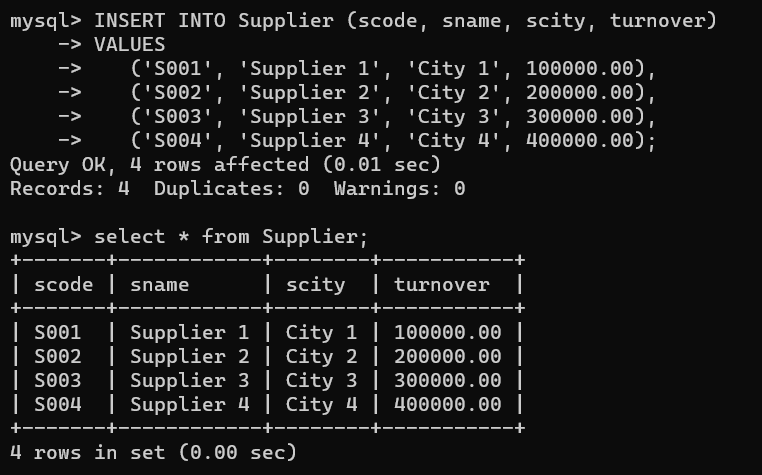 mysql> INSERT INTO Supplier (scode, sname, scity, turnover)
    -> VALUES
    ->    ('S001', 'Supplier 1', 'City 1', 100000.00),
    ->    ('S002', 'Supplier 2', 'City 2', 200000.00),
    ->    ('S003', 'Supplier 3', 'City 3', 300000.00),
    ->    ('S004', 'Supplier 4', 'City 4', 400000.00);
Query OK, 4 rows affected (0.01 sec)
Records: 4  Duplicates: 0  Warnings: 0

mysql> select * from Supplier;
+-------+------------+--------+-----------+
| scode | sname      | scity  | turnover  |
+-------+------------+--------+-----------+
| S001  | Supplier 1 | City 1 | 100000.00 |
| S002  | Supplier 2 | City 2 | 200000.00 |
| S003  | Supplier 3 | City 3 | 300000.00 |
| S004  | Supplier 4 | City 4 | 400000.00 |
+-------+------------+--------+-----------+
4 rows in set (0.00 sec)